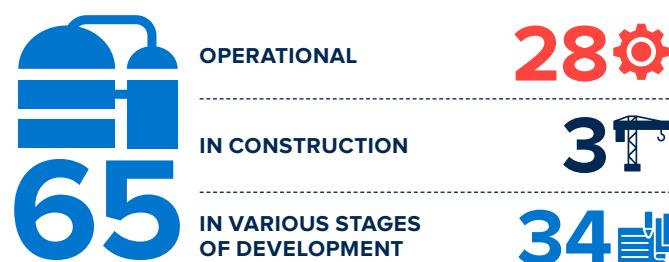 65
OPERATIONAL
28
IN CONSTRUCTION
3
IN VARIOUS STAGES
OF DEVELOPMENT
34